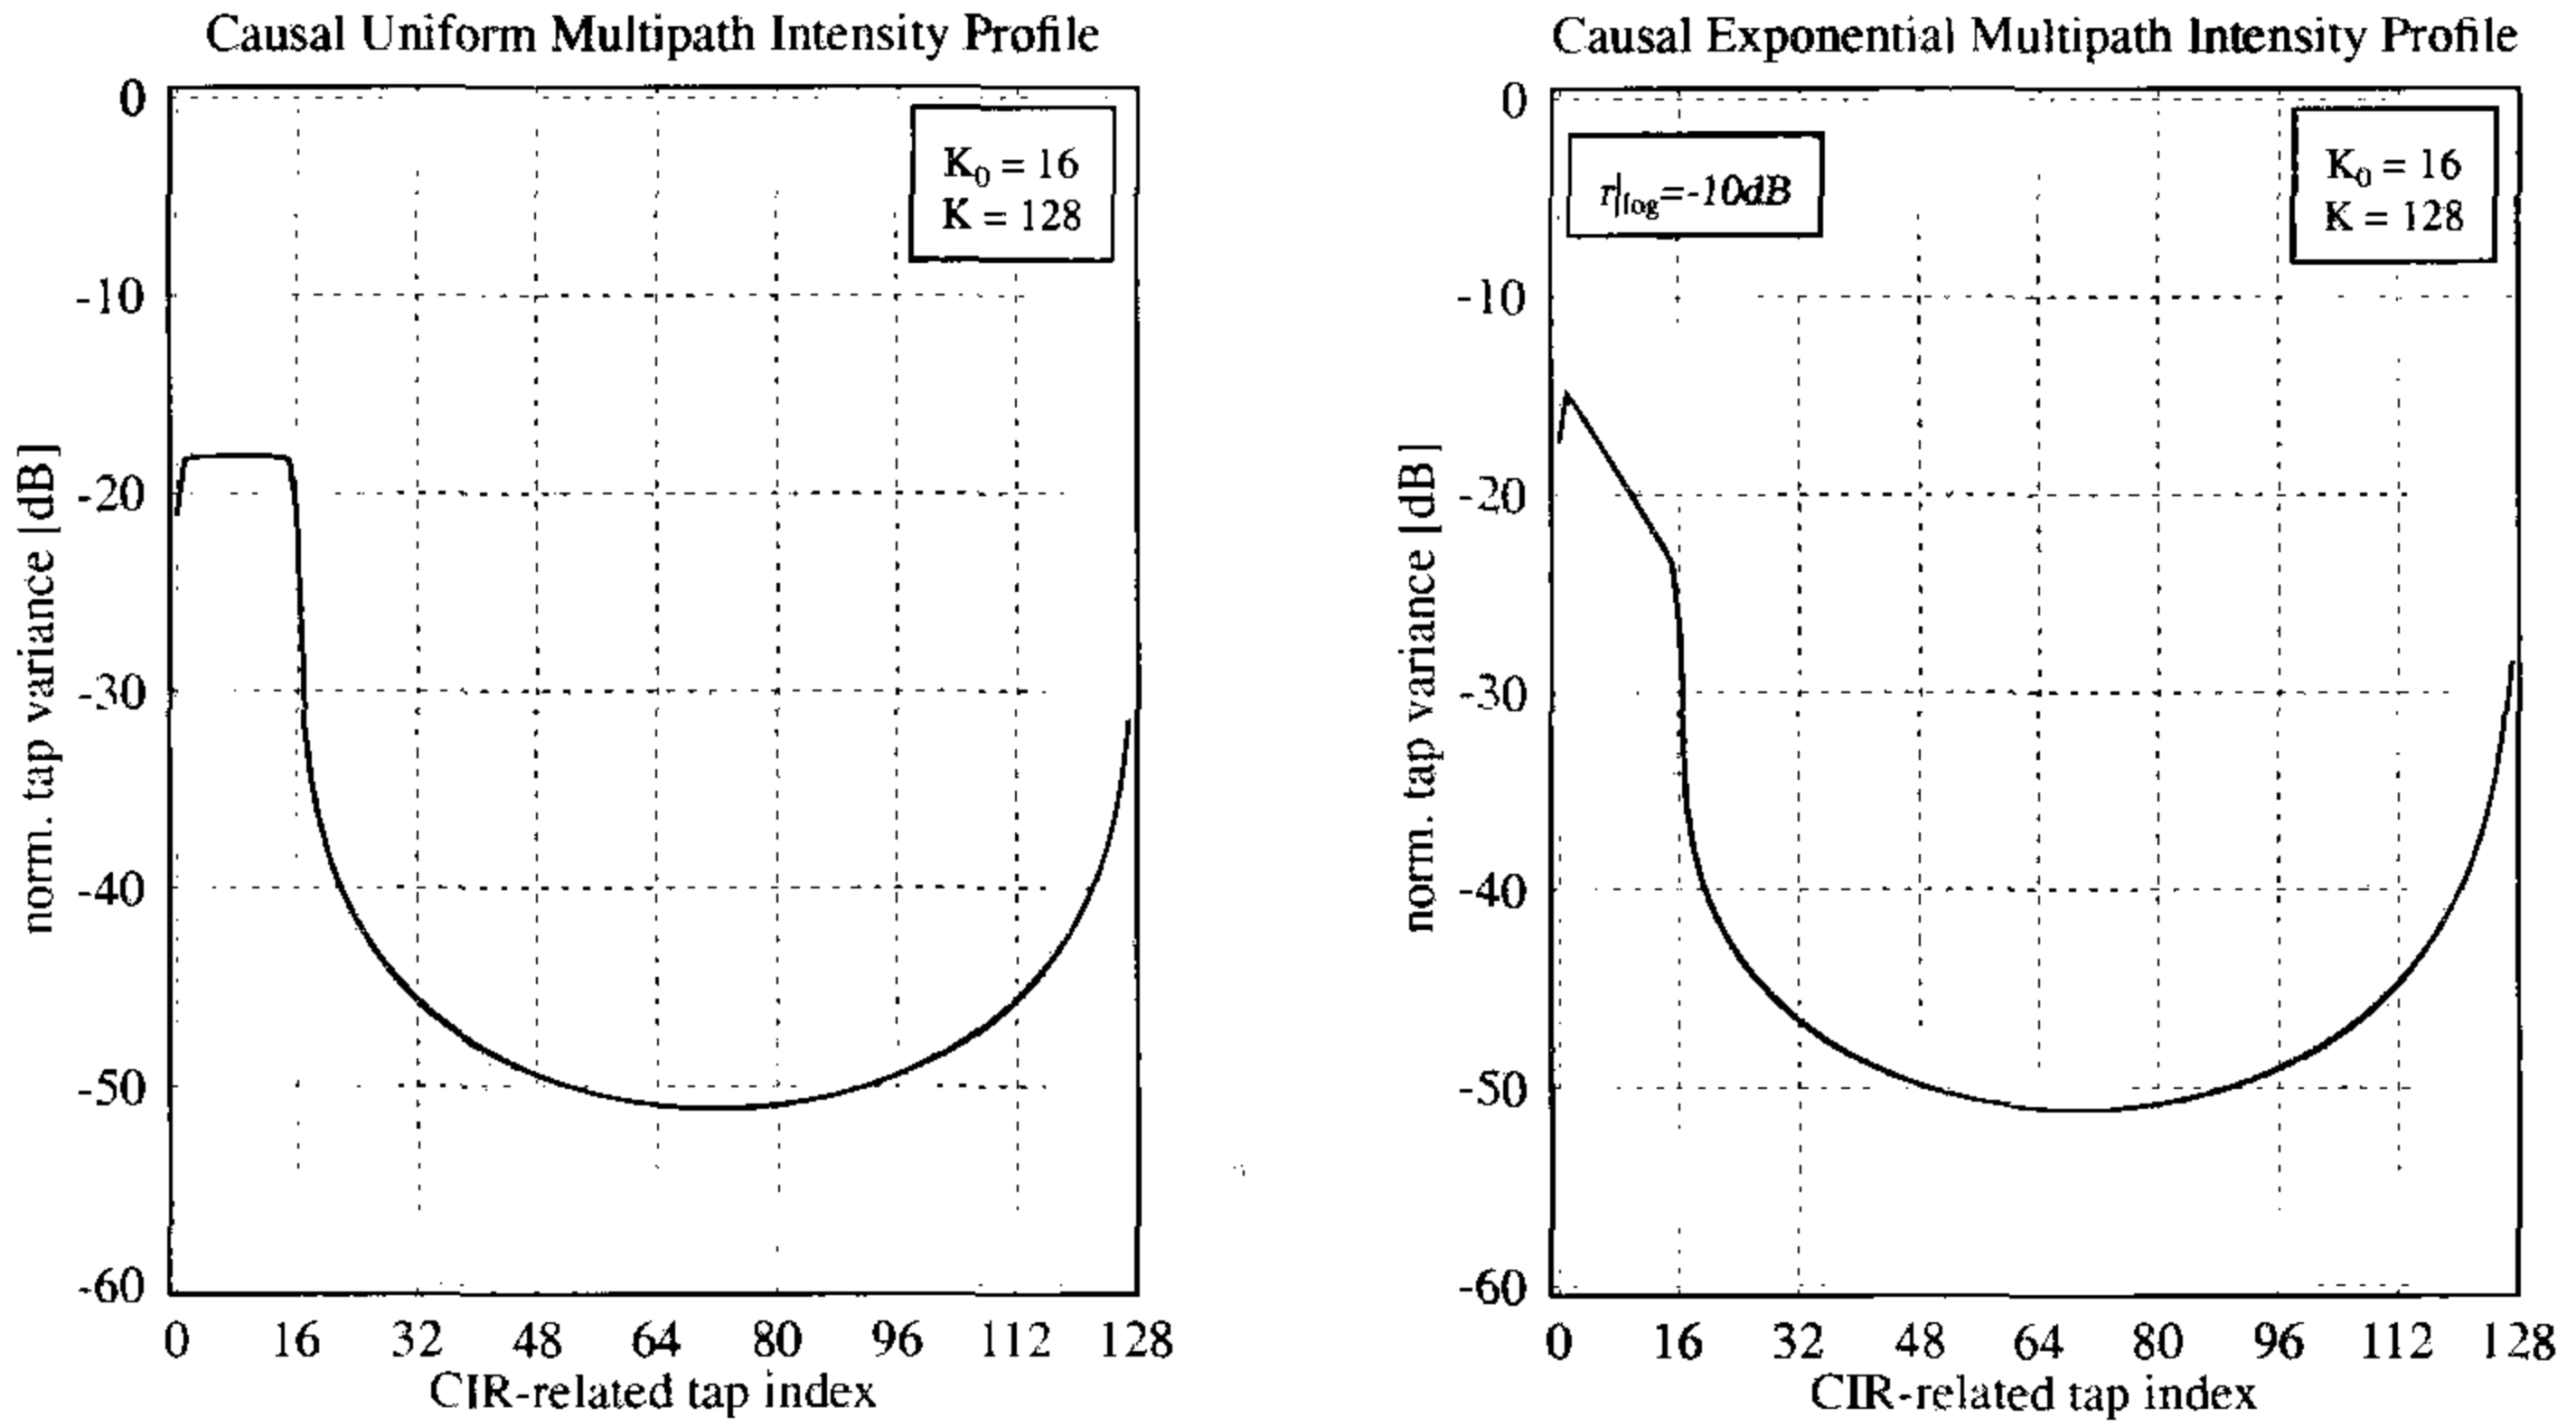 Causal Uniform Multipath Intensity Profile
0
-10
-20
-30
-40
-50
-60
norm. tap variance [dB]
K₀ = 16
K = 128
0 16 32 48 64 80 96 112 128
CIR-related tap index
Causal Exponential Multipath Intensity Profile
0
-10
-20
-30
-40
-50
-60
norm. tap variance [dB]
r|log=-10dB
K₀ = 16
K = 128
0 16 32 48 64 80 96 112 128
CIR-related tap index